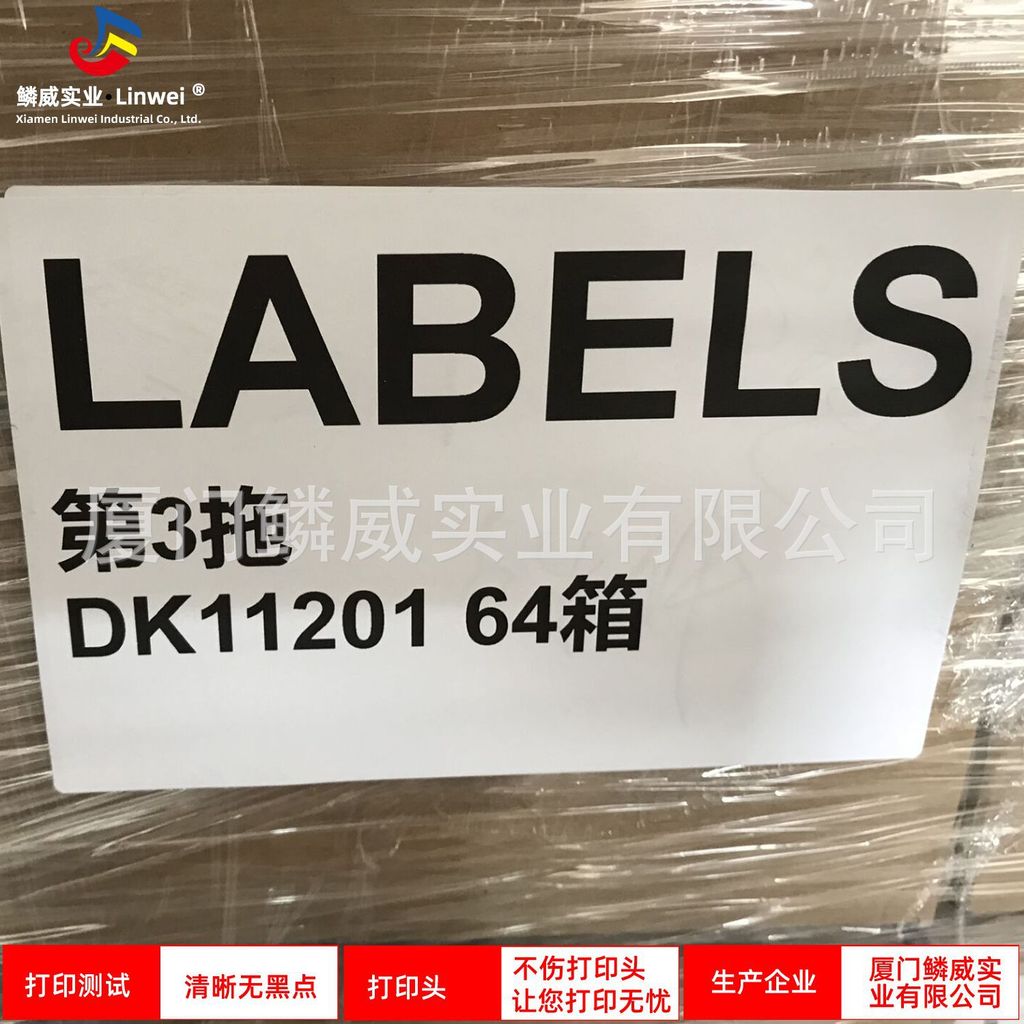 鳞威实业·Linwei ®
Xiamen Linwei Industrial Co., Ltd.
LABELS
第3拖
厦门鳞威实业有限公司
DK11201 64箱
打印测试
清晰无黑点
打印头
不伤打印头
让您打印无忧
生产企业
厦门鳞威实
业有限公司